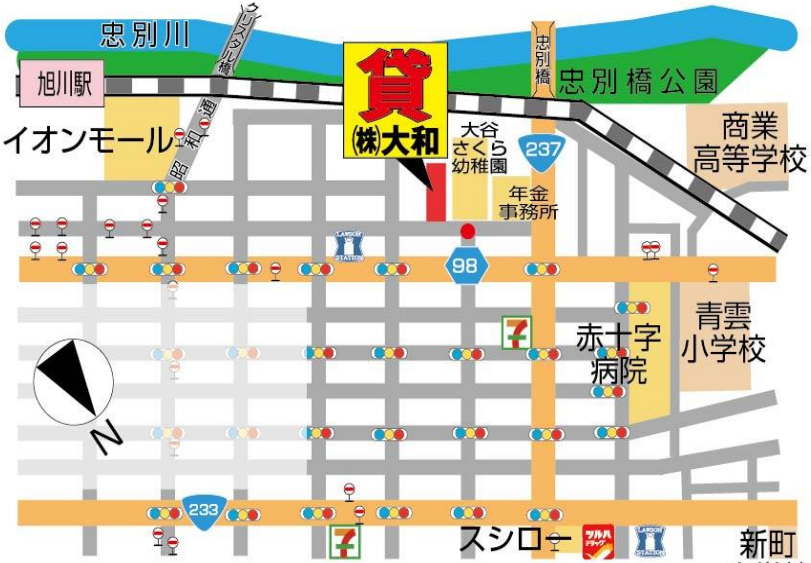 クリスタル橋
忠別川
忠別橋
旭川駅
貸
㈱大和
忠別橋公園
イオンモール
昭和通
大谷
さくら
幼稚園
237
商業
高等学校
年金
事務所
LAWSON
STATION
98
7
赤十字
病院
青雲
小学校
N
233
7
スシロー
ツルハ
ドラッグ
LAWSON
STATION
新町